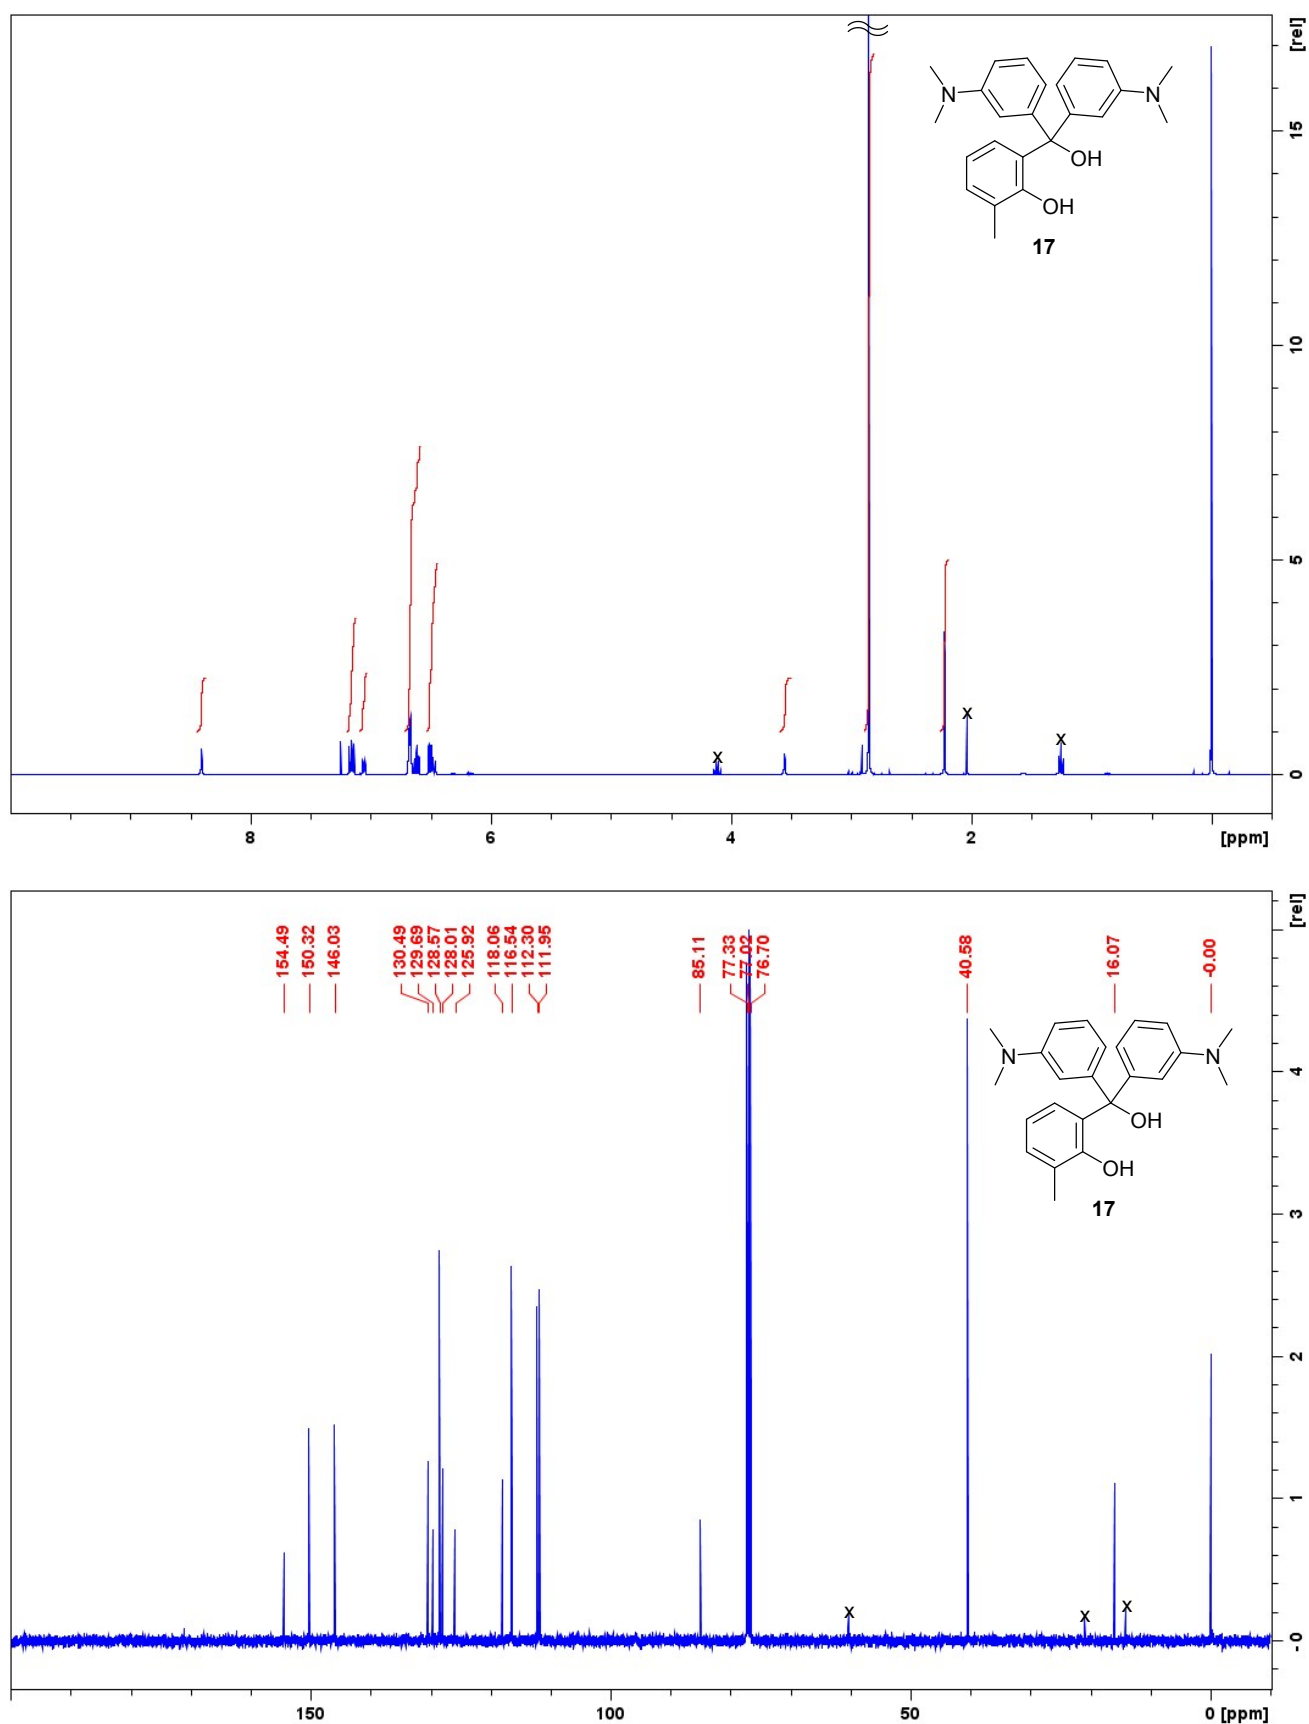 [rel]
N
N
OH
OH
17
15
10
5
0
x
x
x
8
6
4
2
[ppm]
[rel]
154.49
150.32
146.03
130.49
129.69
128.57
128.01
125.92
118.06
116.54
112.30
111.95
85.11
77.33
77.02
76.70
40.58
16.07
-0.00
N
N
OH
OH
17
4
3
2
1
- 0
x
x
x
150
100
50
0 [ppm]